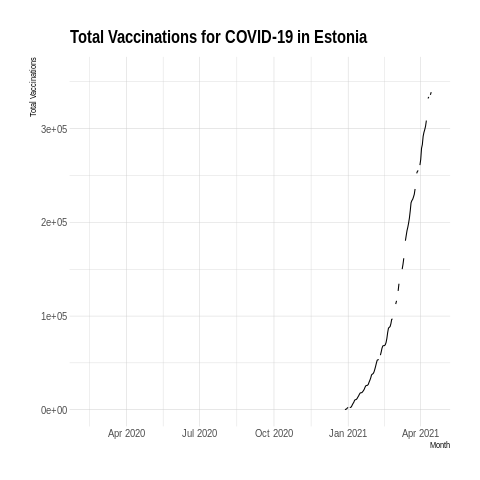 Total Vaccinations for COVID-19 in Estonia
Total Vaccinations
3e+05
2e+05
1e+05
0e+00
Apr 2020 Jul 2020 Oct 2020 Jan 2021 Apr 2021
Month